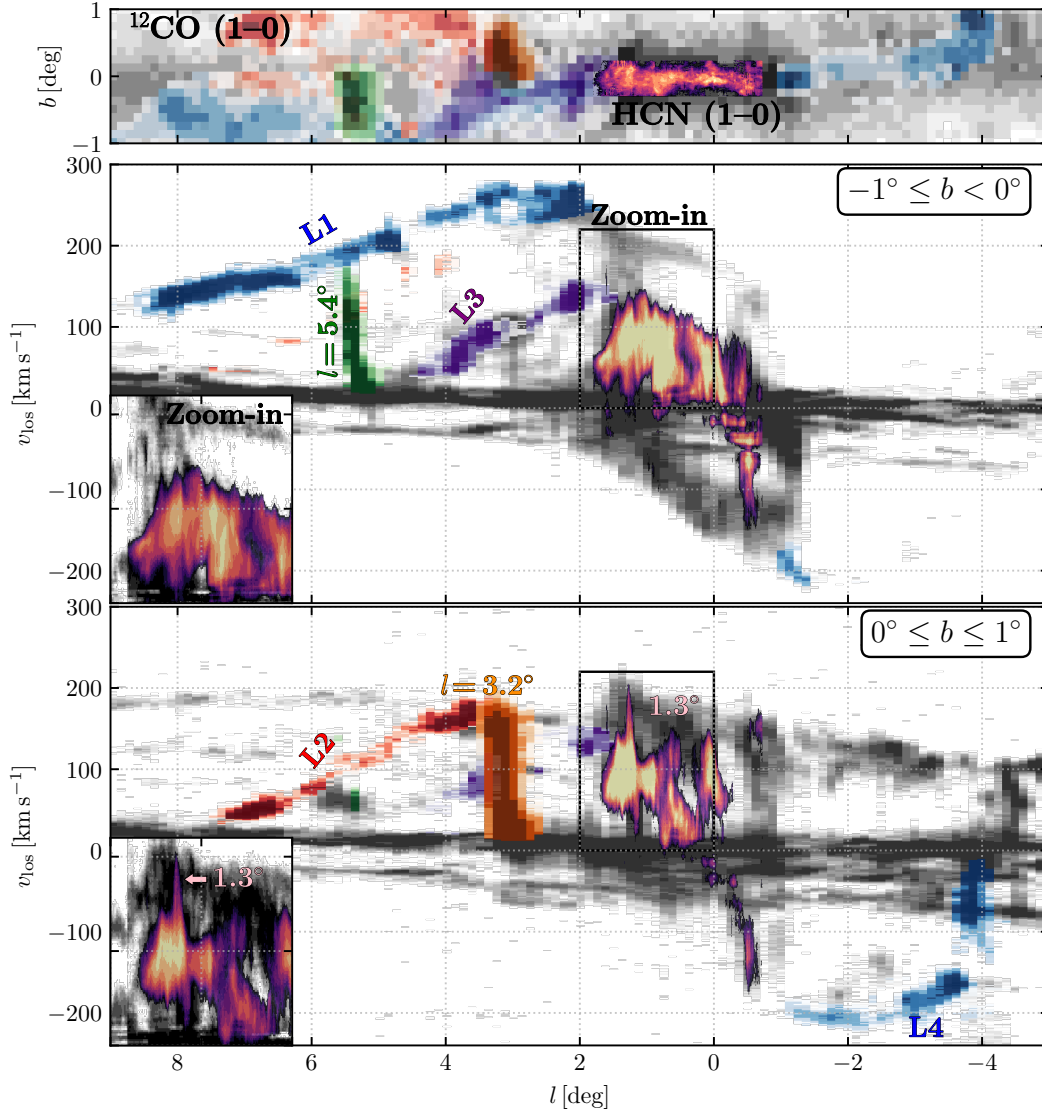 ¹²CO (1–0)
HCN (1–0)
b [deg]
1
0
−1
−1° ≤ b < 0°
Zoom-in
L1
L3
l = 5.4°
Zoom-in
v_los [km s⁻¹]
300
200
100
0
−100
−200
0° ≤ b ≤ 1°
l = 3.2°
1.3°
L2
1.3°
L4
v_los [km s⁻¹]
300
200
100
0
−100
−200
8 6 4 2 0 −2 −4
l [deg]